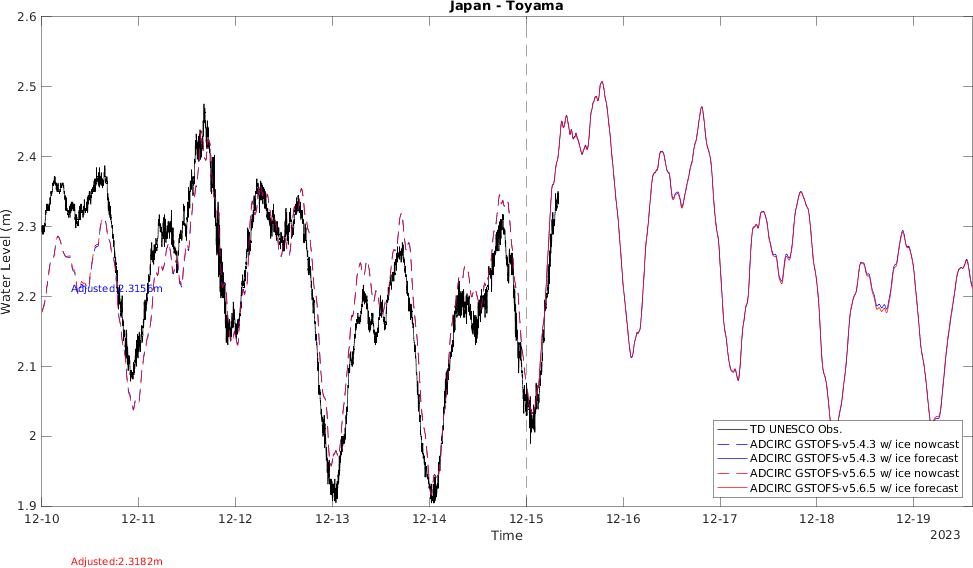 Japan - Toyama
2.6
2.5
2.4
2.3
2.2
2.1
2
1.9
Water Level (m)
Adjusted:2.3156m
TD UNESCO Obs.
ADCIRC GSTOFS-v5.4.3 w/ ice nowcast
ADCIRC GSTOFS-v5.4.3 w/ ice forecast
ADCIRC GSTOFS-v5.6.5 w/ ice nowcast
ADCIRC GSTOFS-v5.6.5 w/ ice forecast
12-10 12-11 12-12 12-13 12-14 12-15 12-16 12-17 12-18 12-19
Time
2023
Adjusted:2.3182m